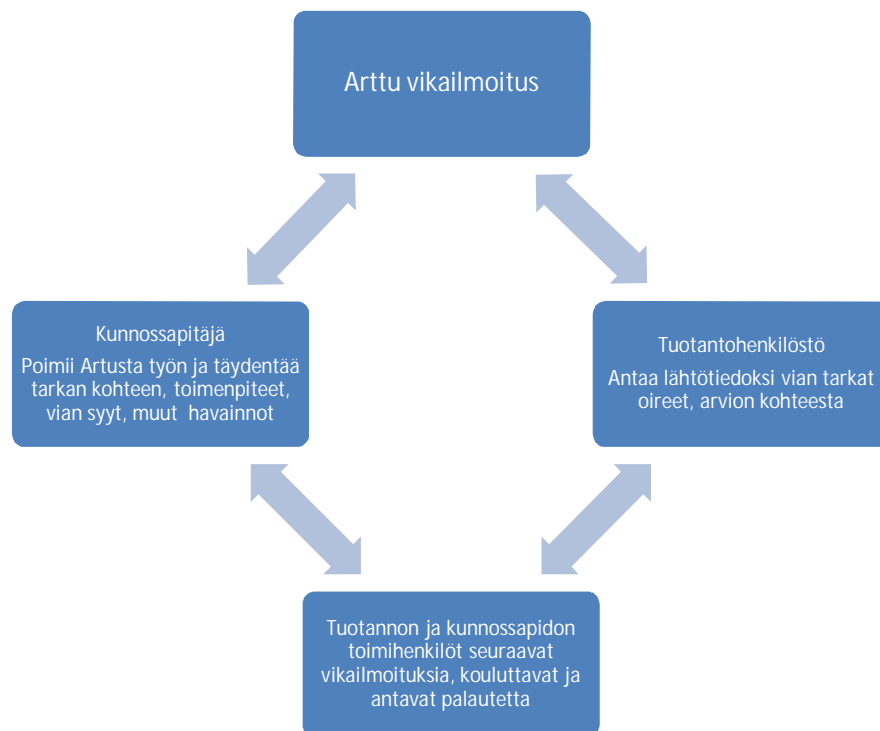 Arttu vikailmoitus
Kunnossapitäjä
Poimii Artusta työn ja täydentää
tarkan kohteen, toimenpiteet,
vian syyt, muut havainnot
Tuotantohenkilöstö
Antaa lähtötiedoksi vian tarkat
oireet, arvion kohteesta
Tuotannon ja kunnossapidon
toimihenkilöt seuraavat
vikailmoituksia, kouluttavat ja
antavat palautetta